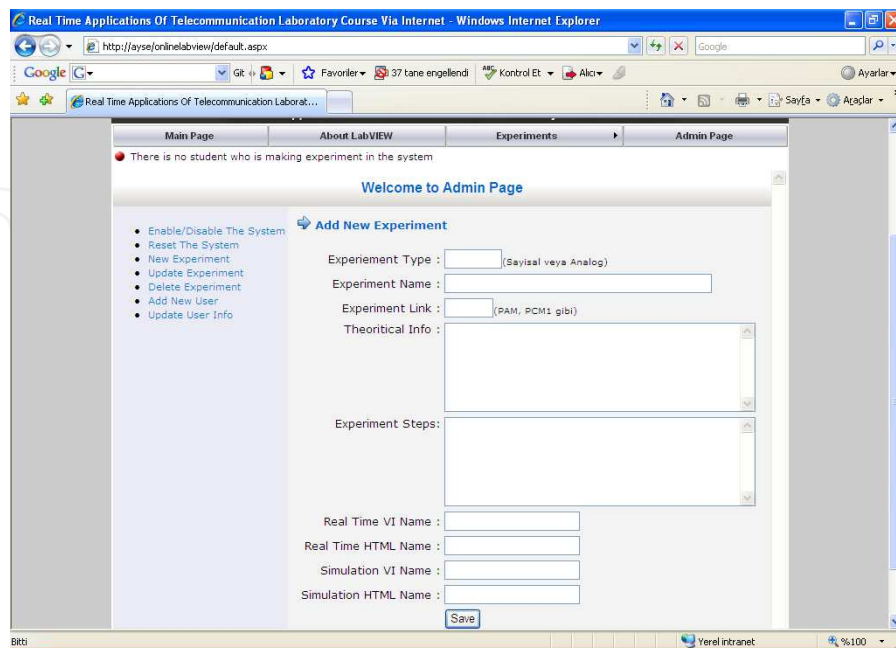 Real Time Applications Of Telecommunication Laboratory Course Via Internet - Windows Internet Explorer
http://ayse/onlinelabview/default.aspx
Google
Google G Git Favoriler 37 tane engellendi ABC Kontrol Et Alıcı Ayarlar
Real Time Applications Of Telecommunication Laborat... Sayfa Araçlar
Main Page About LabVIEW Experiments Admin Page
There is no student who is making experiment in the system
Welcome to Admin Page
Enable/Disable The System
Reset The System
New Experiment
Update Experiment
Delete Experiment
Add New User
Update User Info
Add New Experiment
Experiement Type : (Sayisal veya Analog)
Experiment Name :
Experiment Link : (PAM, PCM1 gibi)
Theoritical Info :
Experiment Steps:
Real Time VI Name :
Real Time HTML Name :
Simulation VI Name :
Simulation HTML Name :
Save
Bitti Yerel intranet %100